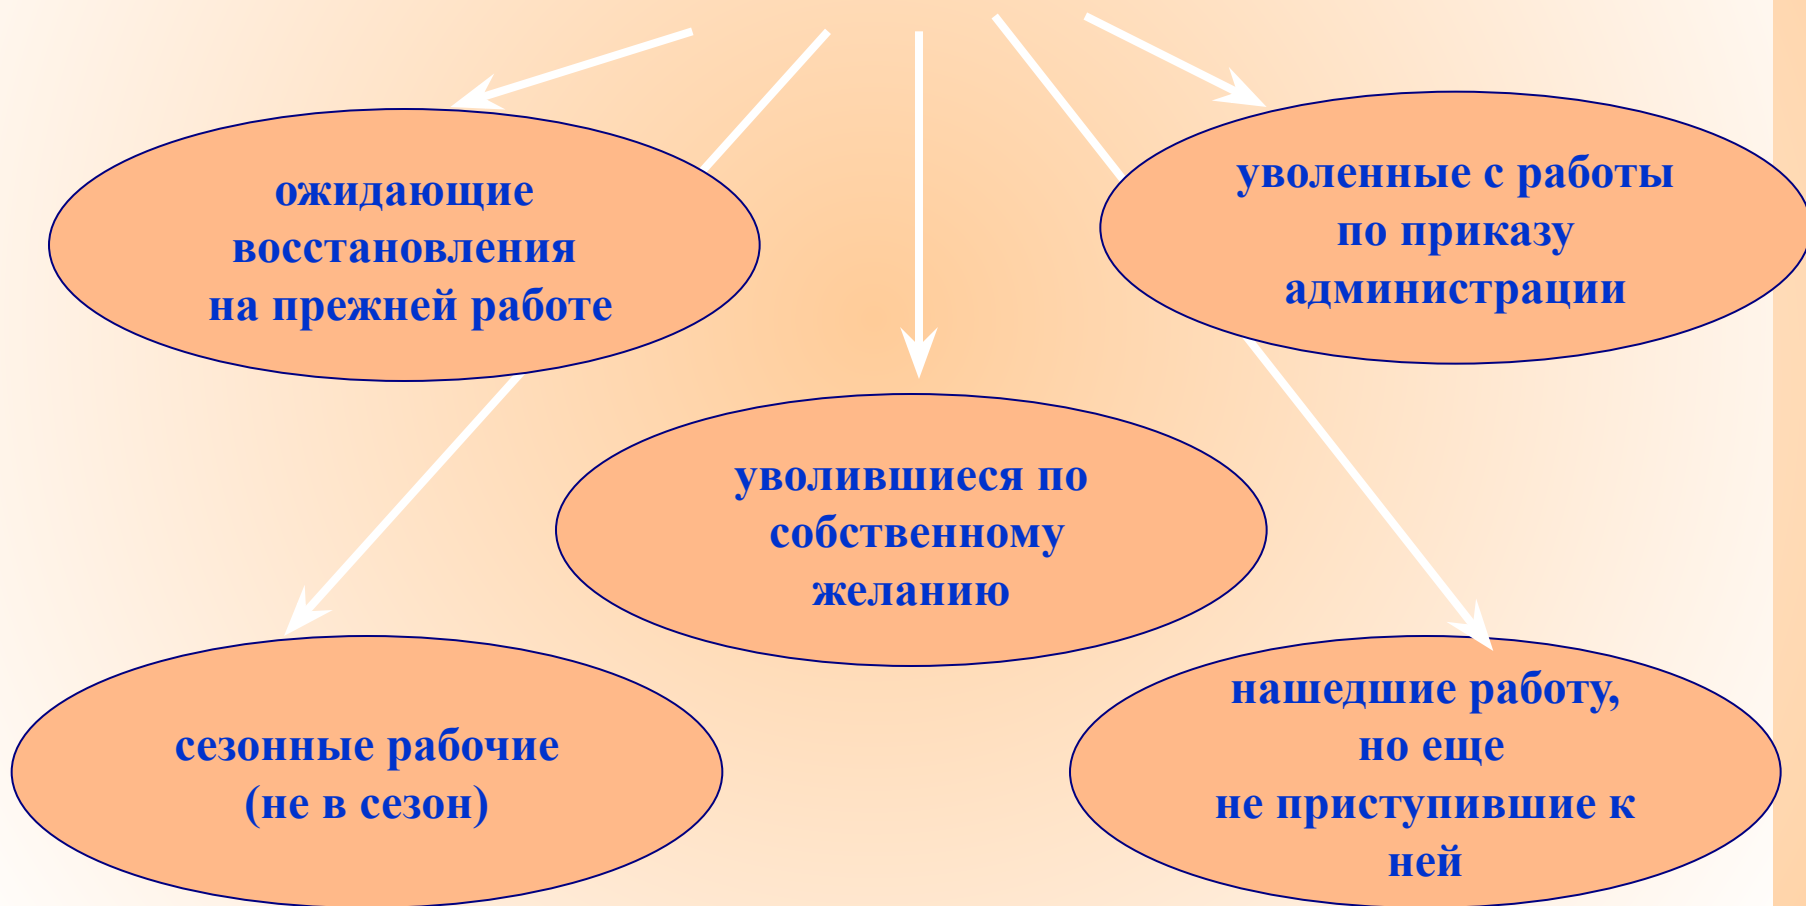 ожидающие
восстановления
на прежней работе
уволенные с работы
по приказу
администрации
уволившиеся по
собственному
желанию
сезонные рабочие
(не в сезон)
нашедшие работу,
но еще
не приступившие к
ней